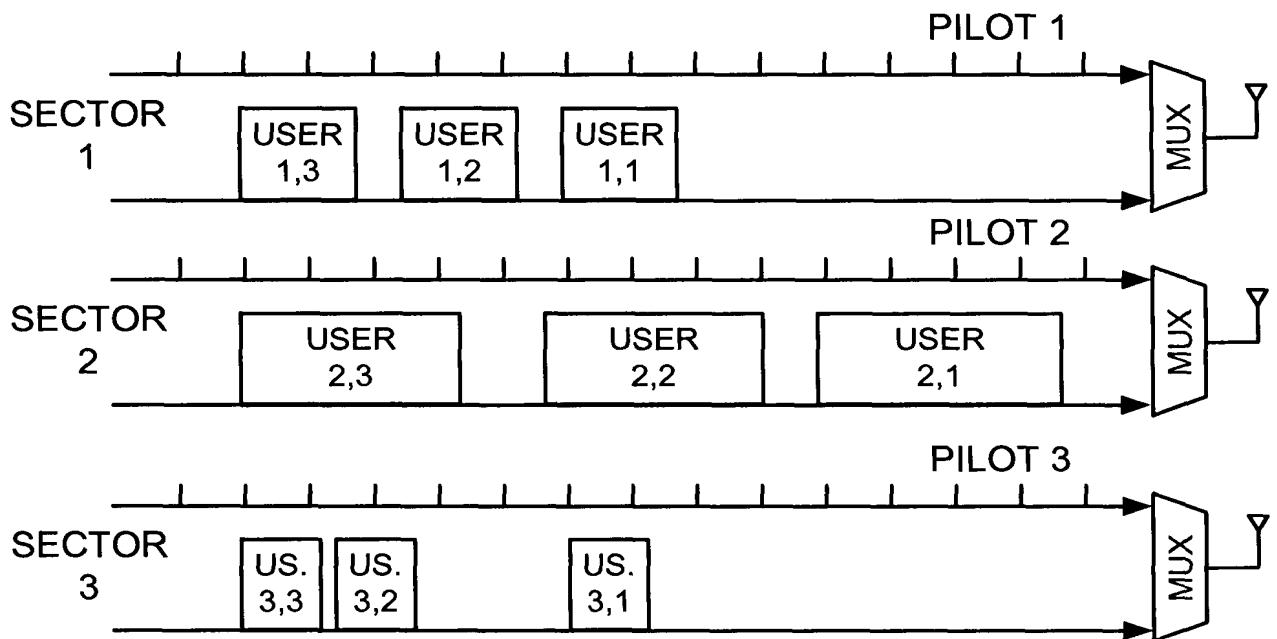 PILOT 1
SECTOR
1
USER
1,3
USER
1,2
USER
1,1
MUX
PILOT 2
SECTOR
2
USER
2,3
USER
2,2
USER
2,1
MUX
PILOT 3
SECTOR
3
US.
3,3
US.
3,2
US.
3,1
MUX